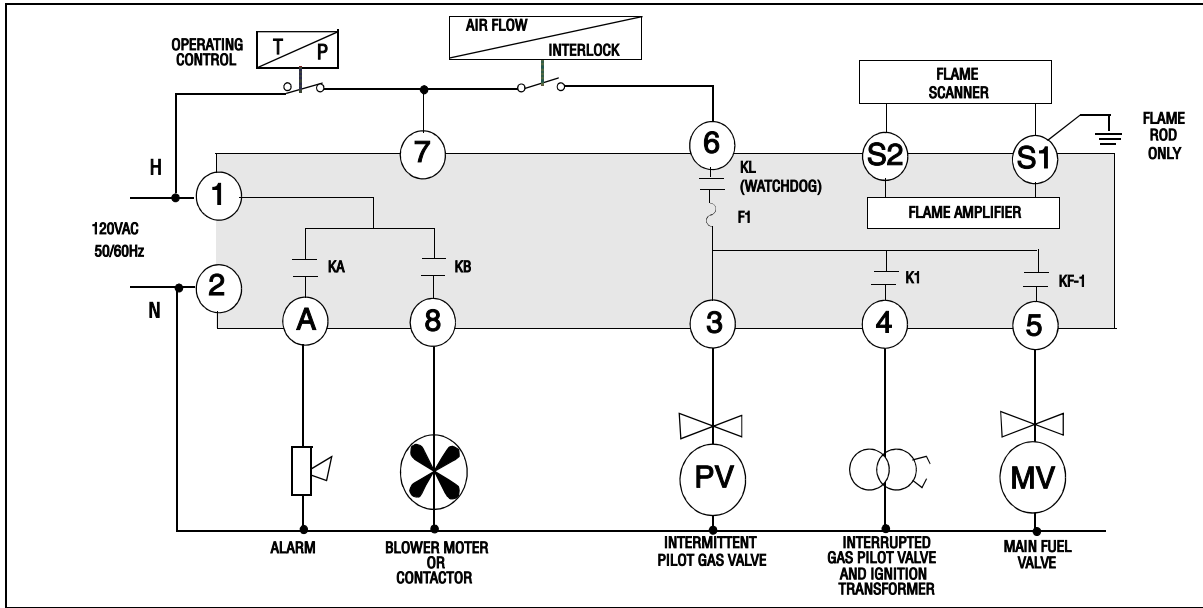 OPERATING
CONTROL
T
P
AIR FLOW
INTERLOCK
FLAME
SCANNER
FLAME
ROD
ONLY
7
6
S2
S1
H
1
KL
(WATCHDOG)
F1
FLAME AMPLIFIER
120VAC
50/60Hz
2
N
KA
KB
K1
KF-1
A
8
3
4
5
PV
MV
ALARM
BLOWER MOTER
OR
CONTACTOR
INTERMITTENT
PILOT GAS VALVE
INTERRUPTED
GAS PILOT VALVE
AND IGNITION
TRANSFORMER
MAIN FUEL
VALVE